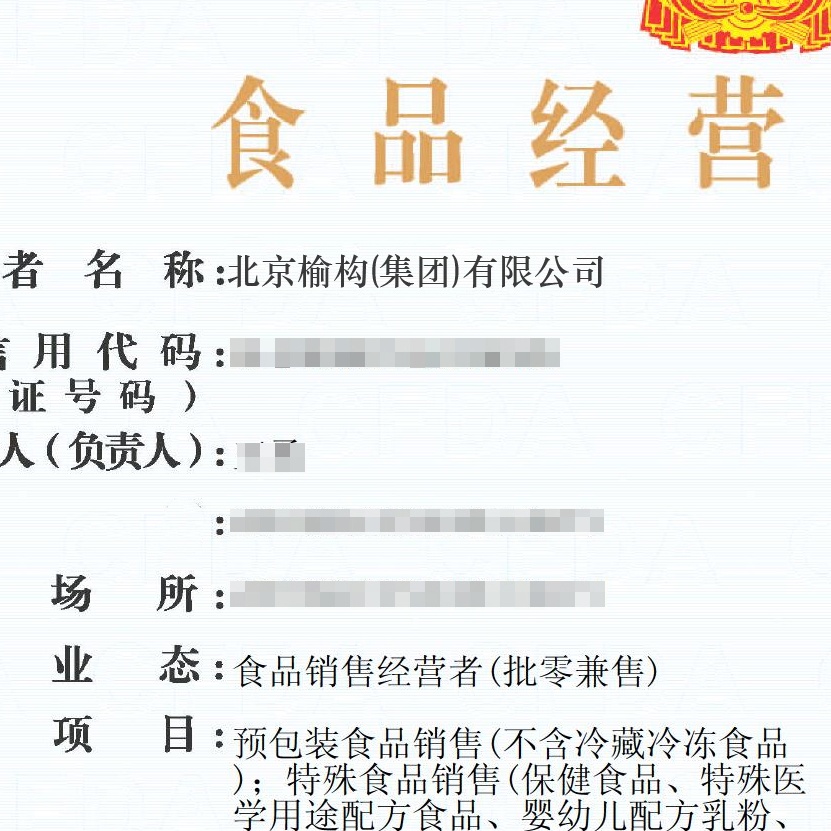 食品经营
者名称:北京榆构(集团)有限公司
信用代码:
证号码)
人(负责人):
:
场所:
业态:食品销售经营者(批零兼售)
项目:预包装食品销售(不含冷藏冷冻食品
);特殊食品销售(保健食品、特殊医
学用途配方食品、婴幼儿配方乳粉、